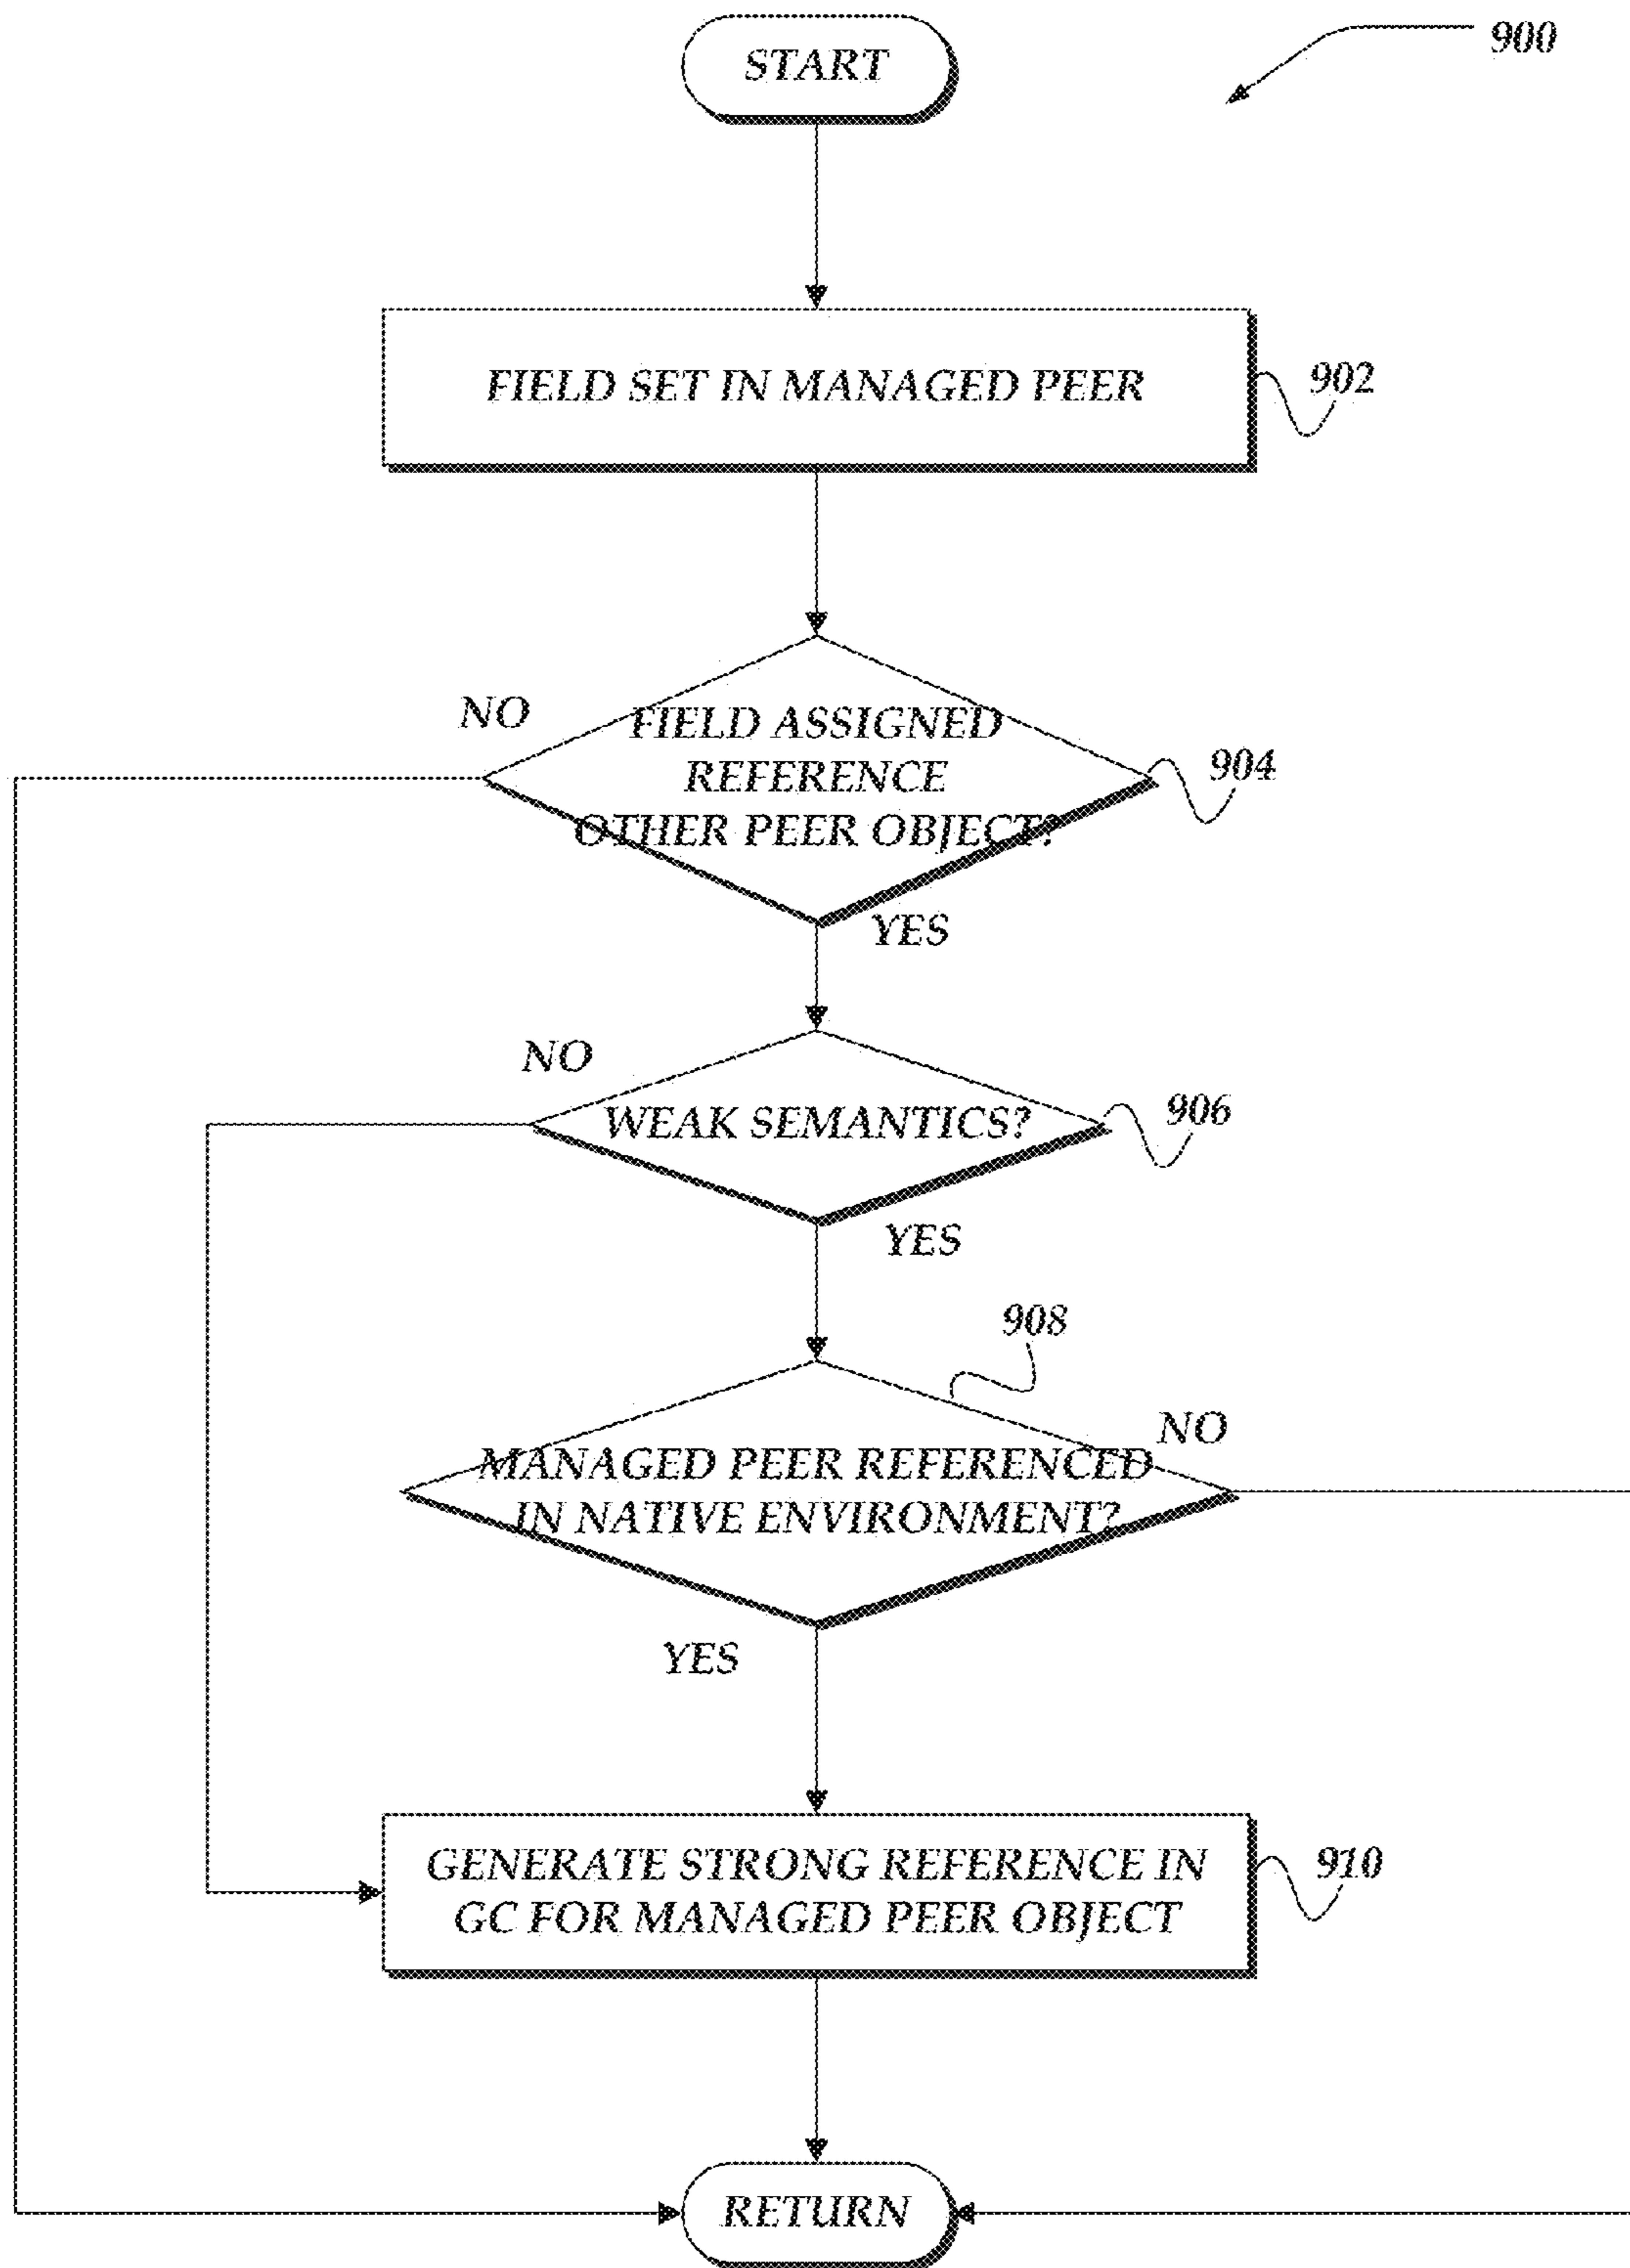 START
900
FIELD SET IN MANAGED PEER
902
NO
FIELD ASSIGNED
REFERENCE
OTHER PEER OBJECT?
904
YES
NO
WEAK SEMANTICS?
906
YES
908
NO
MANAGED PEER REFERENCED
IN NATIVE ENVIRONMENT?
YES
GENERATE STRONG REFERENCE IN
GC FOR MANAGED PEER OBJECT
910
RETURN